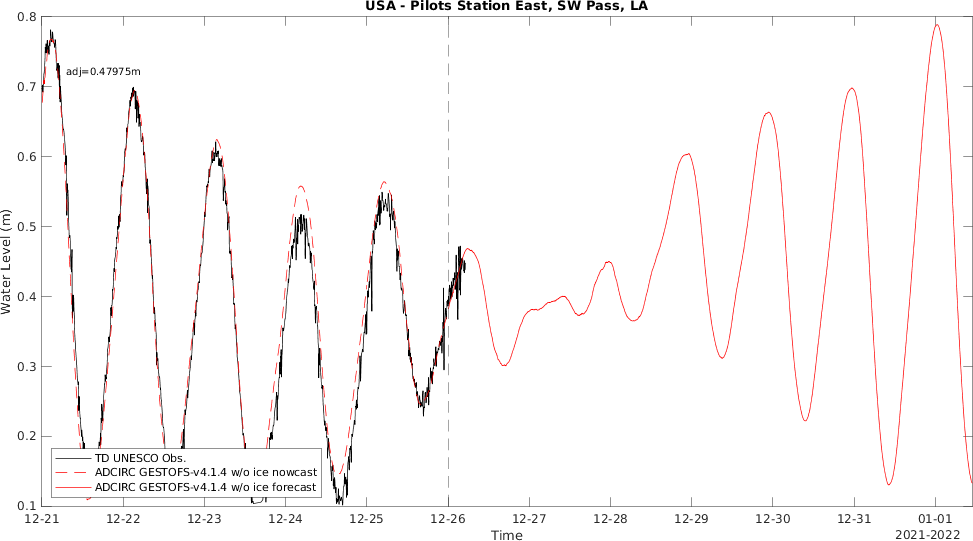 USA - Pilots Station East, SW Pass, LA
0.8
0.7
0.6
0.5
0.4
0.3
0.2
0.1
Water Level (m)
adj=0.47975m
TD UNESCO Obs.
ADCIRC GESTOFS-v4.1.4 w/o ice nowcast
ADCIRC GESTOFS-v4.1.4 w/o ice forecast
12-21 12-22 12-23 12-24 12-25 12-26 12-27 12-28 12-29 12-30 12-31 01-01
Time
2021-2022